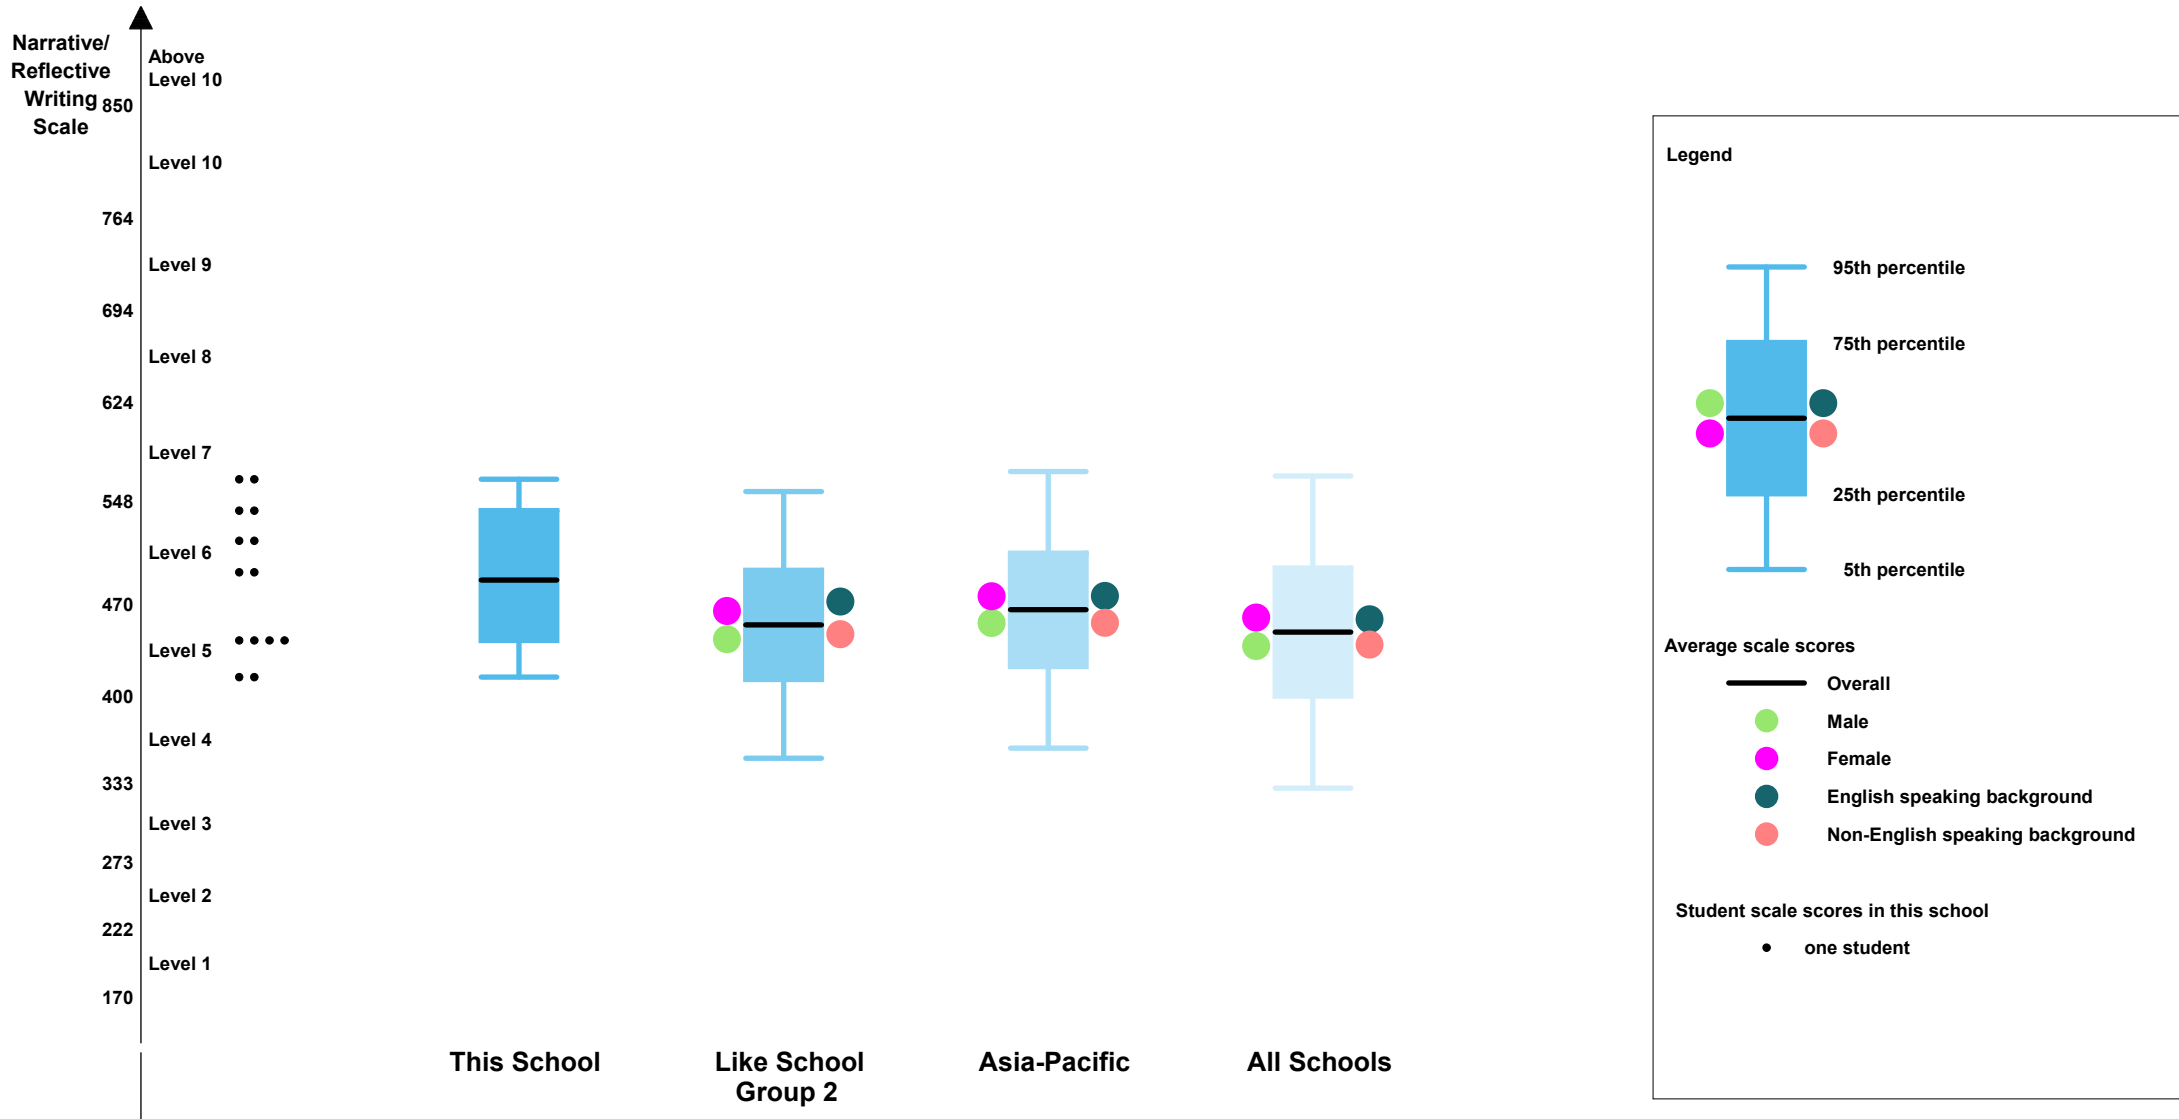 Narrative/
Reflective
Writing
Scale
Above
Level 10
850
Level 10
764
Level 9
694
Level 8
624
Level 7
548
Level 6
470
Level 5
400
Level 4
333
Level 3
273
Level 2
222
Level 1
170
This School
Like School
Group 2
Asia-Pacific
All Schools
Legend
95th percentile
75th percentile
25th percentile
5th percentile
Average scale scores
Overall
Male
Female
English speaking background
Non-English speaking background
Student scale scores in this school
one student